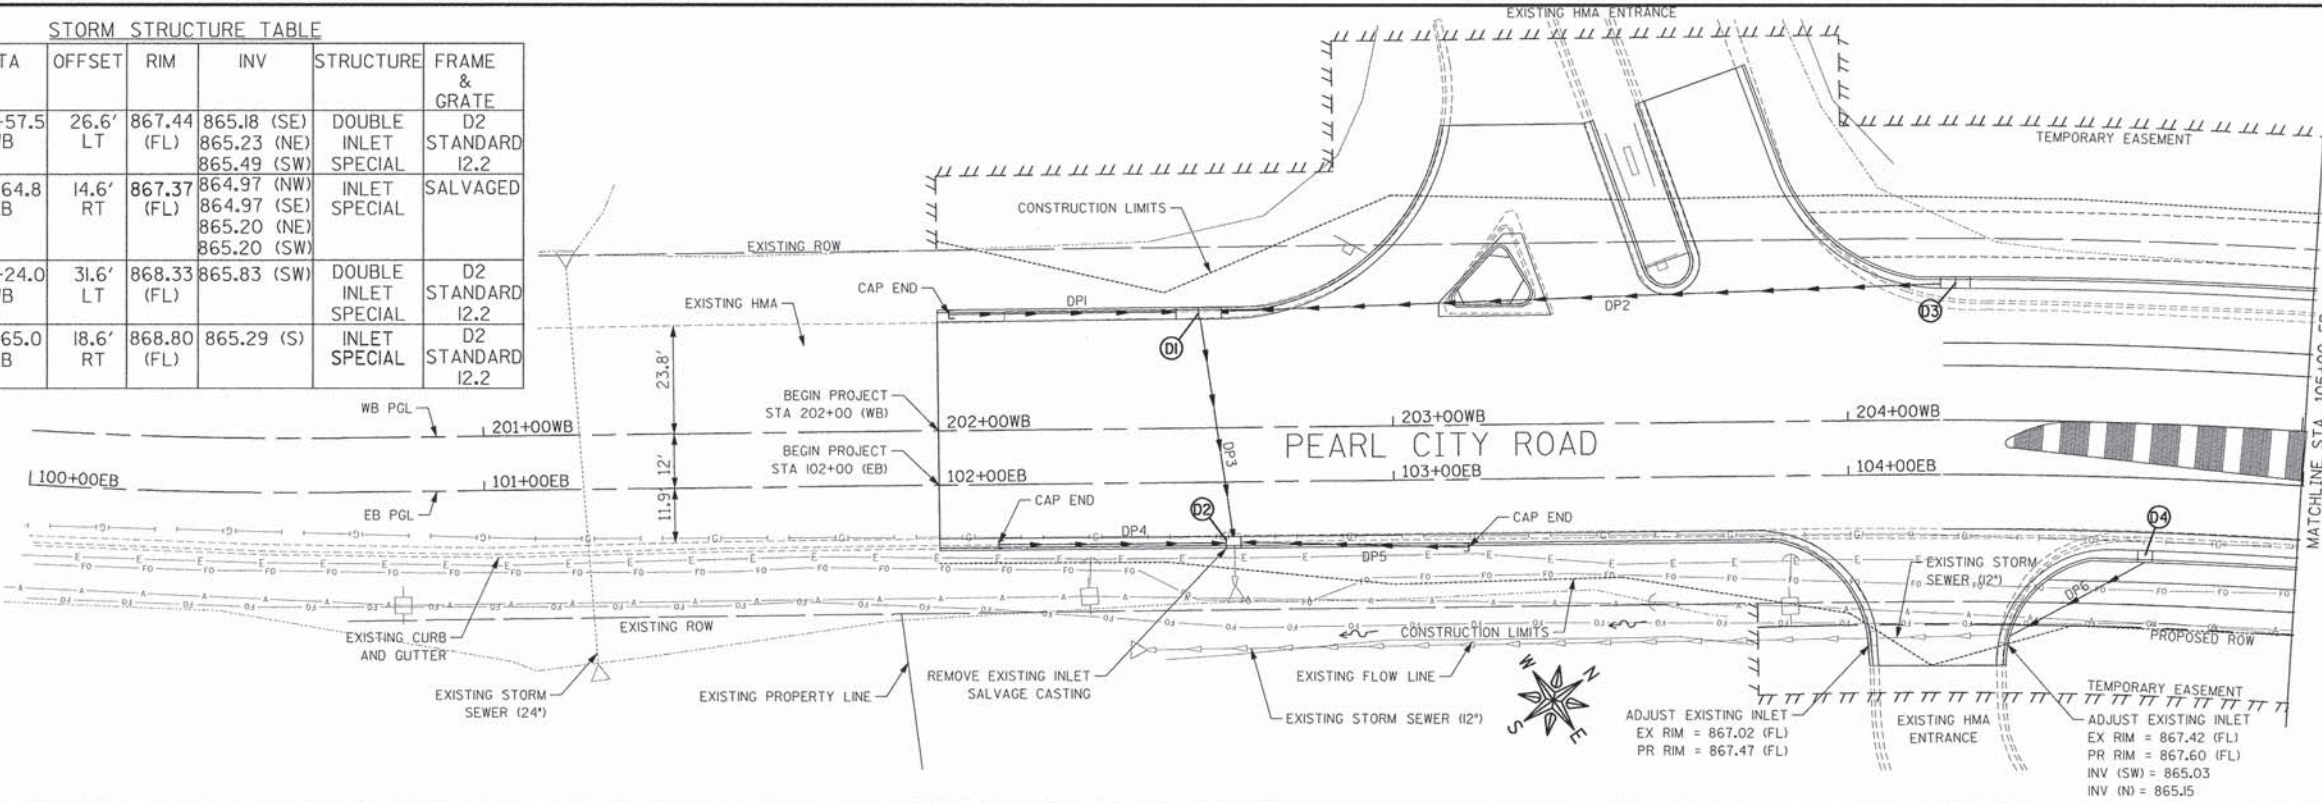 STORM STRUCTURE TABLE
TA OFFSET RIM INV STRUCTURE FRAME & GRATE
-57.5 26.6' 867.44 865.18 (SE) DOUBLE D2
LT (FL) 865.23 (NE) INLET STANDARD
865.49 (SW) SPECIAL 12.2
64.8 14.6' 867.37 864.97 (NW) INLET SALVAGED
RT (FL) 864.97 (SE) SPECIAL
865.20 (NE)
865.20 (SW)
-24.0 31.6' 868.33 865.83 (SW) DOUBLE D2
LT (FL) INLET STANDARD
SPECIAL 12.2
65.0 18.6' 868.80 865.29 (S) INLET D2
RT (FL) SPECIAL STANDARD
12.2
EXISTING HMA ENTRANCE
TEMPORARY EASEMENT
CONSTRUCTION LIMITS
EXISTING ROW
CAP END
DP1
DP2
EXISTING HMA
D1
D3
23.8'
BEGIN PROJECT
STA 202+00 (WB)
WB PGL
201+00WB
202+00WB
203+00WB
204+00WB
PEARL CITY ROAD
DP3
12'
BEGIN PROJECT
STA 102+00 (EB)
100+00EB
101+00EB
102+00EB
103+00EB
104+00EB
MATCHLINE STA 105+00 EB
11.9'
EB PGL
CAP END
D2
CAP END
D4
DP4
DP5
EXISTING STORM
SEWER (12")
DP6
EXISTING CURB
AND GUTTER
EXISTING ROW
CONSTRUCTION LIMITS
PROPOSED ROW
EXISTING STORM
SEWER (24")
EXISTING PROPERTY LINE
REMOVE EXISTING INLET
SALVAGE CASTING
EXISTING FLOW LINE
EXISTING STORM SEWER (12")
W
N
S
E
ADJUST EXISTING INLET
EX RIM = 867.02 (FL)
PR RIM = 867.47 (FL)
EXISTING HMA
ENTRANCE
TEMPORARY EASEMENT
ADJUST EXISTING INLET
EX RIM = 867.42 (FL)
PR RIM = 867.60 (FL)
INV (SW) = 865.03
INV (N) = 865.15